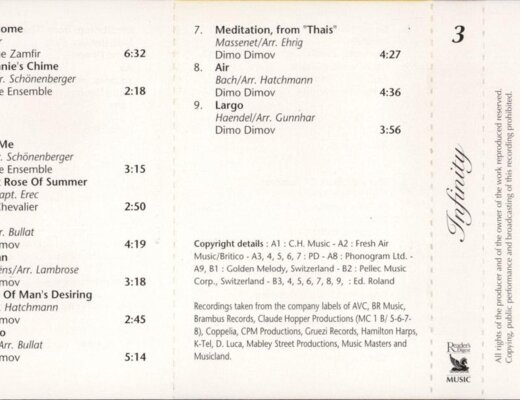 ome
r
e Zamfir 6:32
nnie's Chime
r. Schönenberger
e Ensemble 2:18
Me
r. Schönenberger
e Ensemble 3:15
t Rose Of Summer
apt. Erec
Chevalier 2:50
Arr. Bullat
mov 4:19
an
ëns/Arr. Lambrose
mov 3:18
Of Man's Desiring
. Hatchmann
mov 2:45
o
Arr. Bullat
mov 5:14
7. Meditation, from "Thais"
Massenet/Arr. Ehrig
Dimo Dimov 4:27
8. Air
Bach/Arr. Hatchmann
Dimo Dimov 4:36
9. Largo
Haendel/Arr. Gunnhar
Dimo Dimov 3:56
Copyright details : A1 : C.H. Music - A2 : Fresh Air
Music/Britico - A3, 4, 5, 6, 7 : PD - A8 : Phonogram Ltd. -
A9, B1 : Golden Melody, Switzerland - B2 : Pellec Music
Corp., Switzerland - B3, 4, 5, 6, 7, 8, 9, : Ed. Roland
Recordings taken from the company labels of AVC, BR Music,
Brambus Records, Claude Hopper Productions (MC 1 B/ 5-6-7-
8), Coppelia, CPM Productions, Gruezi Records, Hamilton Harps,
K-Tel, D. Luca, Mabley Street Productions, Music Masters and
Musicland.
3
Infinity
Reader's
Digest
MUSIC
All rights of the producer and of the owner of the work reproduced reserved.
Copying, public performance and broadcasting of this recording prohibited.